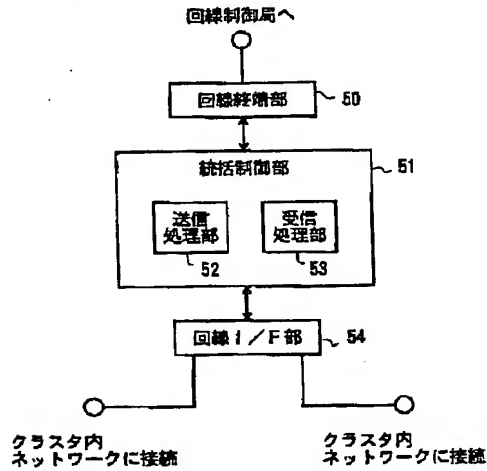 回線制御局へ
回線終端部
50
統括制御部
51
送信
処理部
52
受信
処理部
53
回線I/F部
54
クラスタ内
ネットワークに接続
クラスタ内
ネットワークに接続